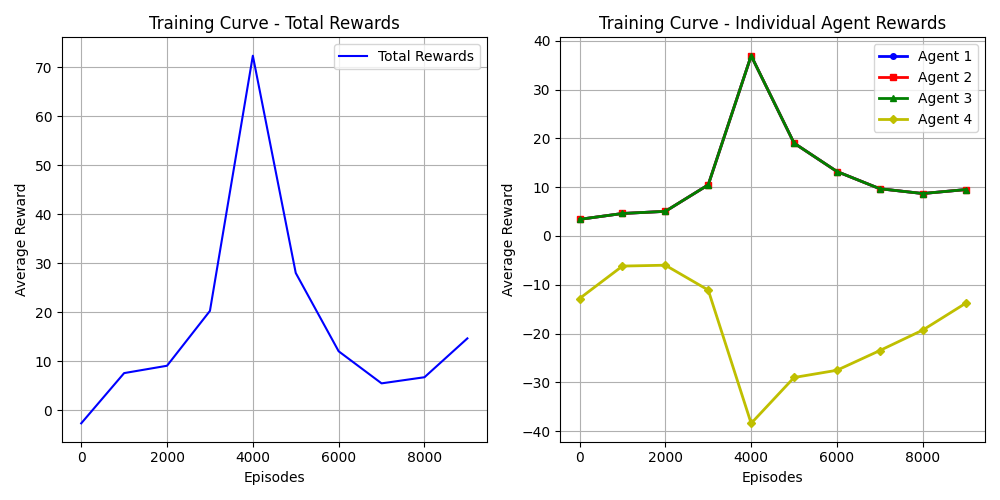 Training Curve - Total Rewards
Total Rewards
Average Reward
70
60
50
40
30
20
10
0
0 2000 4000 6000 8000
Episodes
Training Curve - Individual Agent Rewards
Agent 1
Agent 2
Agent 3
Agent 4
Average Reward
40
30
20
10
0
−10
−20
−30
−40
0 2000 4000 6000 8000
Episodes